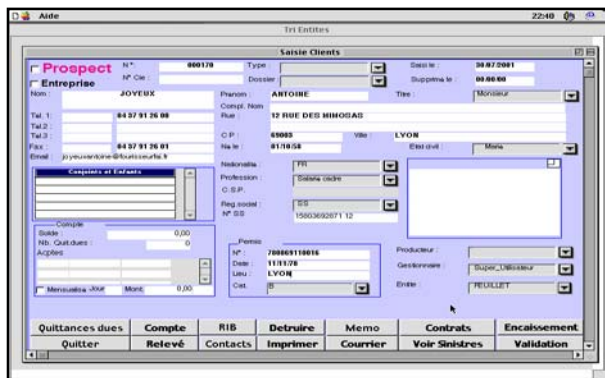 Aide 22:40
Tri Entites
Saisie Clients
Prospect N°: 000170 Type : Saisi le : 30/07/2001
Entreprise N° Cie : Dossier : Supprime le : 00/00/00
Nom : JOYEUX Prenom : ANTOINE Titre : Monsieur
Compl. Nom
Tel. 1: 04 37 91 26 00 Rue : 12 RUE DES MIMOSAS
Tel.2 :
Tel.3 : C P : 69003 Ville : LYON
Fax : 04 37 91 26 01 Ne le : 01/10/58 Etat civil : Marie
Email : joyeuxantoine@fourisseurfai.fr
Conjoints et Enfants Nationalite : FR
Profession : Salarie cadre
C.S.P.
Reg.social : SS
N° SS 15803692871 12
Compte
Solde : 0,00
Nb. Quit.dues : 0
Acptes
Mensualise Jour Mont. 0,00
Permis
N° : 780869110016
Date : 11/11/78
Lieu : LYON
Cat. B
Producteur :
Gestionnaire : Super_Utilisateur
Entite : FEUILLET
Quittances dues Compte RIB Detruire Memo Contrats Encaissement
Quitter Relevé Contacts Imprimer Courrier Voir Sinistres Validation